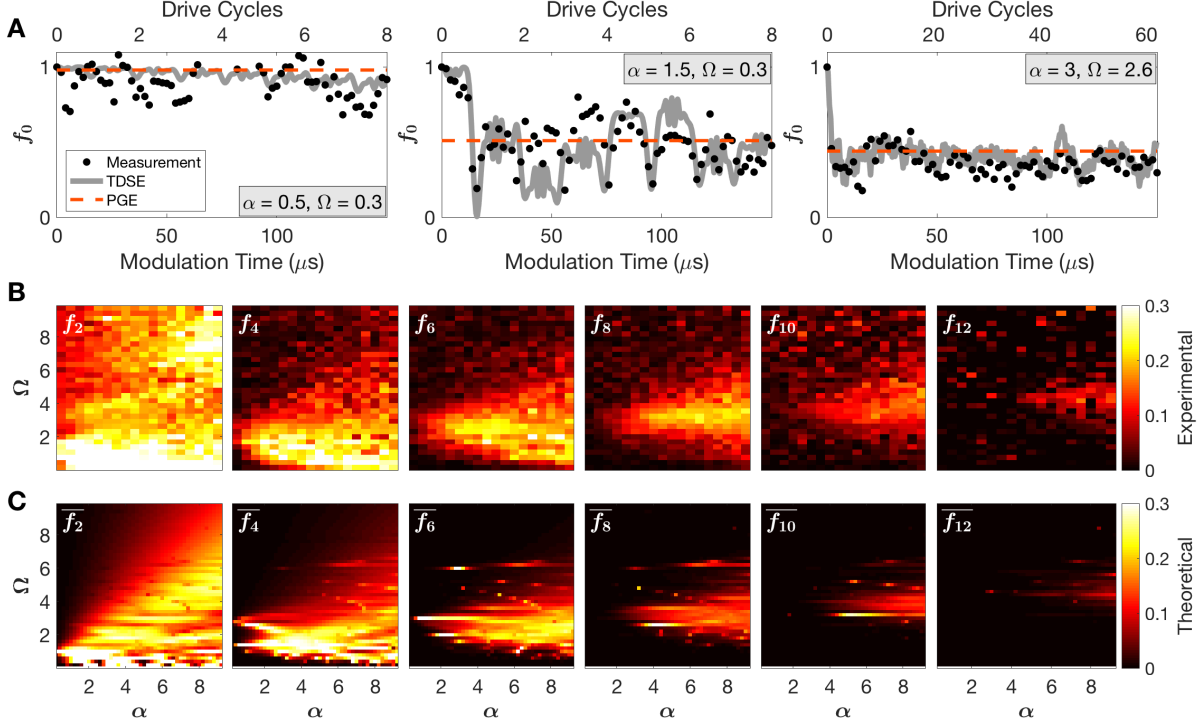 A
Drive Cycles
Drive Cycles
Drive Cycles
0 2 4 6 8
0 2 4 6 8
0 20 40 60
f0
1
0
α = 0.5, Ω = 0.3
Measurement
TDSE
PGE
0 50 100
Modulation Time (μs)
f0
1
0
α = 1.5, Ω = 0.3
0 50 100
Modulation Time (μs)
f0
1
0
α = 3, Ω = 2.6
0 50 100
Modulation Time (μs)
B
f2 f4 f6 f8 f10 f12
Ω
8
6
4
2
0.3
0.2
0.1
0
Experimental
C
f2 f4 f6 f8 f10 f12
Ω
8
6
4
2
0.3
0.2
0.1
0
Theoretical
2 4 6 8
2 4 6 8
2 4 6 8
2 4 6 8
2 4 6 8
2 4 6 8
α α α α α α